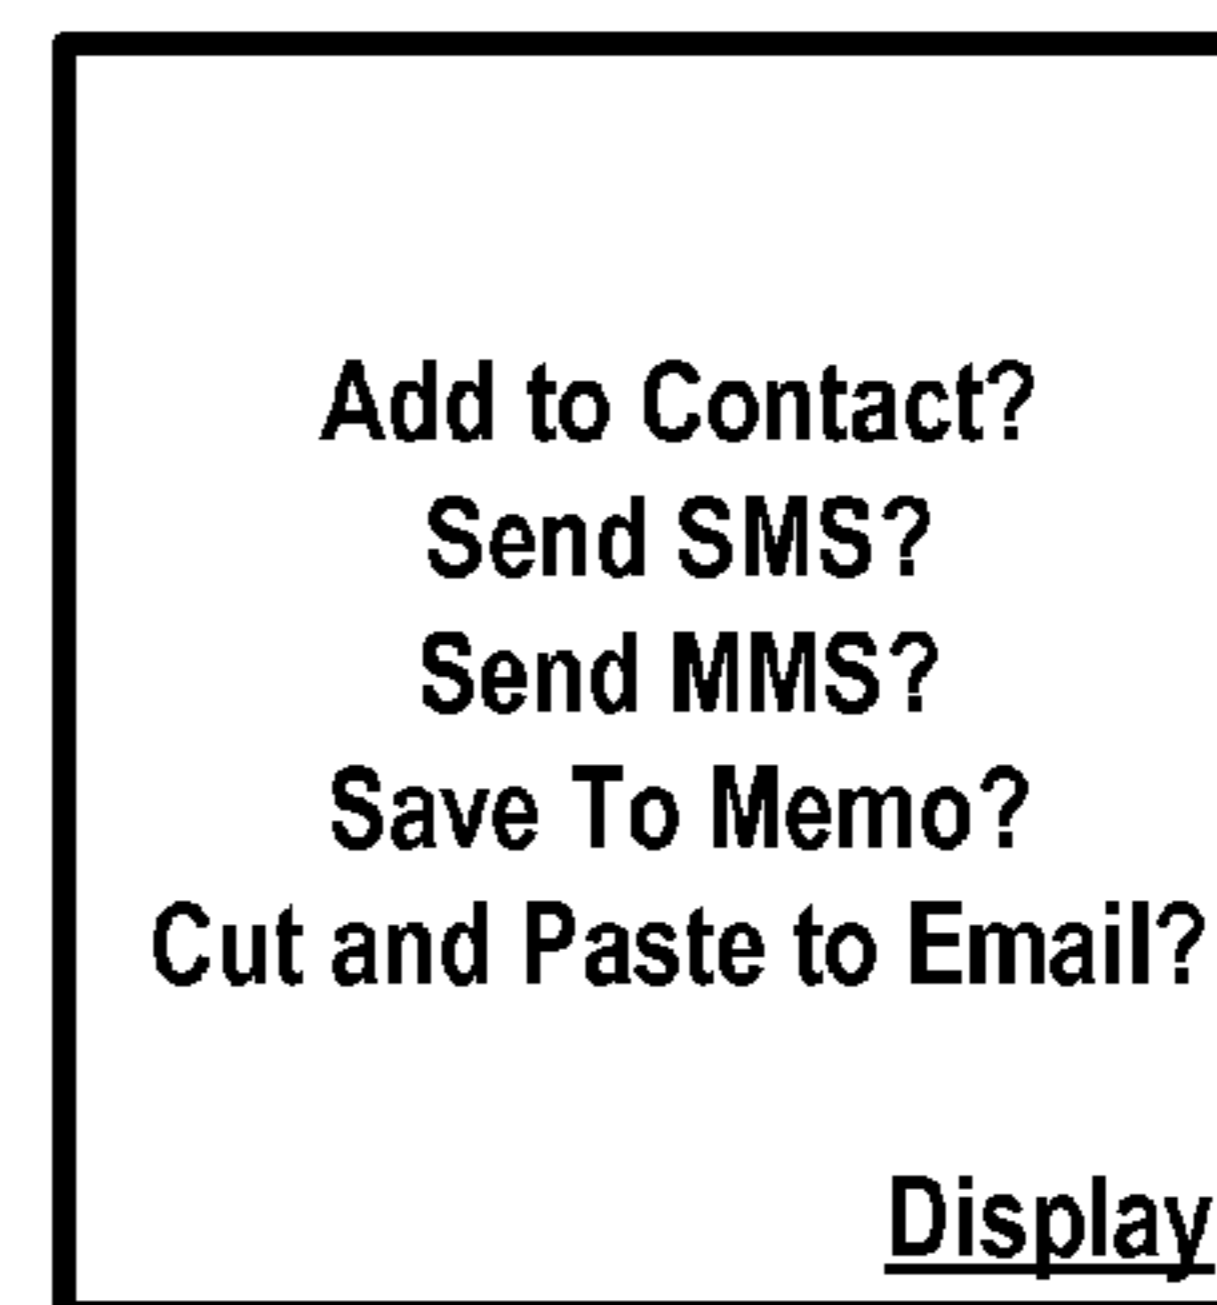 Add to Contact?
Send SMS?
Send MMS?
Save To Memo?
Cut and Paste to Email?
Display